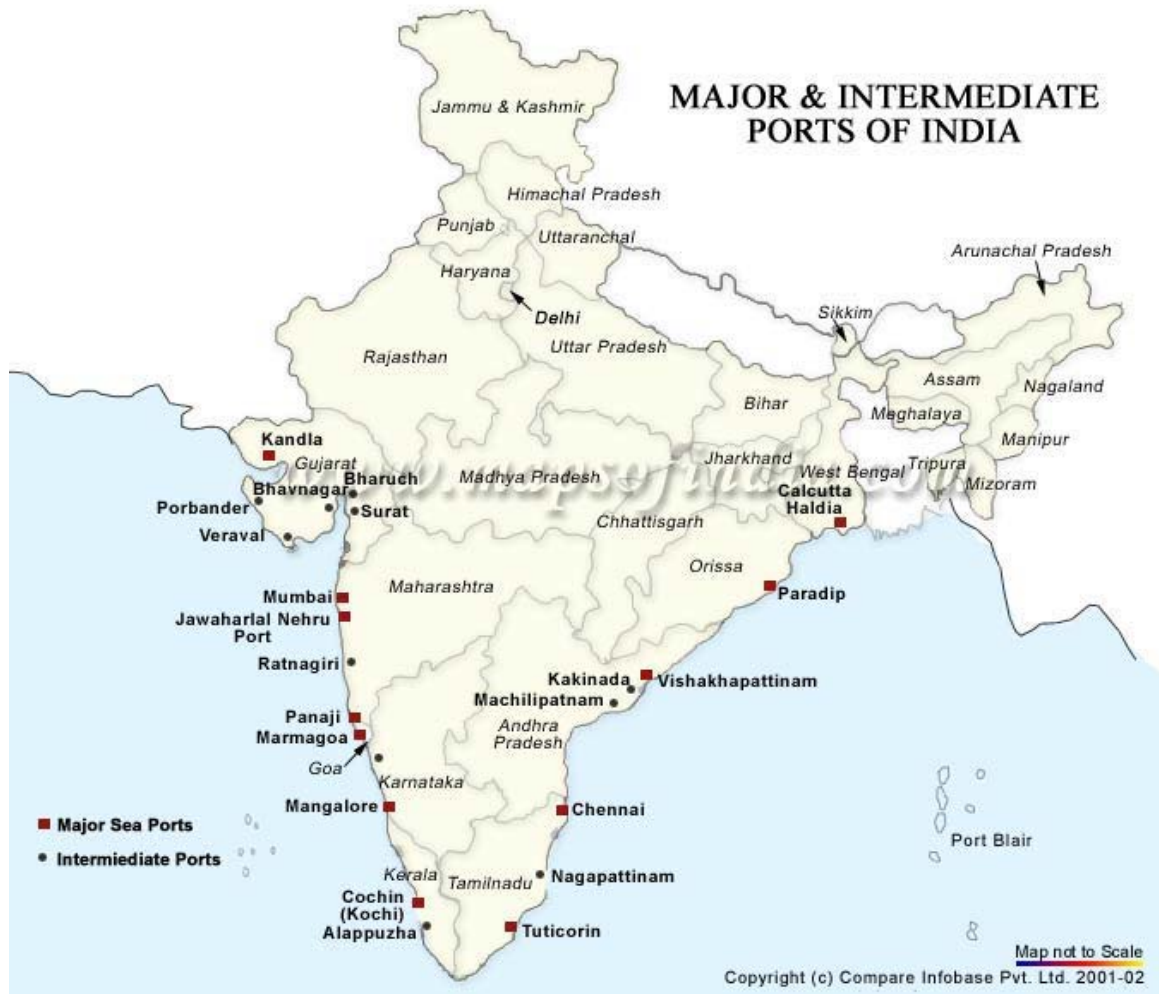 MAJOR & INTERMEDIATE
PORTS OF INDIA
Jammu & Kashmir
Himachal Pradesh
Punjab
Uttaranchal
Haryana
Arunachal Pradesh
Delhi
Sikkim
Uttar Pradesh
Rajasthan
Assam
Nagaland
Bihar
Meghalaya
Kandla
Manipur
Gujarat
Jharkhand
Tripura
West Bengal
www.mapsofindia.com
Madhya Pradesh
Mizoram
Bharuch
Bhavnagar
Calcutta
Haldia
Porbander
Surat
Chhattisgarh
Veraval
Orissa
Maharashtra
Paradip
Mumbai
Jawaharlal Nehru
Port
Ratnagiri
Kakinada
Vishakhapattinam
Machilipatnam
Panaji
Andhra
Pradesh
Marmagoa
Goa
Karnataka
Mangalore
Chennai
Major Sea Ports
Port Blair
Intermiediate Ports
Kerala
Tamilnadu
Nagapattinam
Cochin
(Kochi)
Alappuzha
Tuticorin
Map not to Scale
Copyright (c) Compare Infobase Pvt. Ltd. 2001-02